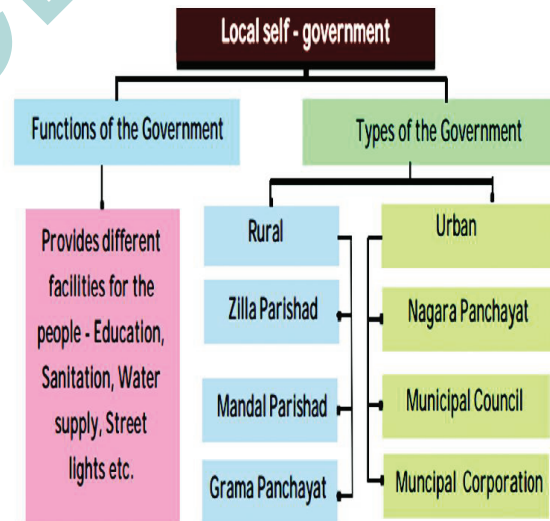 Local self - government
Functions of the Government
Types of the Government
Provides different
facilities for the
people - Education,
Sanitation, Water
supply, Street
lights etc.
Rural
Zilla Parishad
Mandal Parishad
Grama Panchayat
Urban
Nagara Panchayat
Municipal Council
Muncipal Corporation